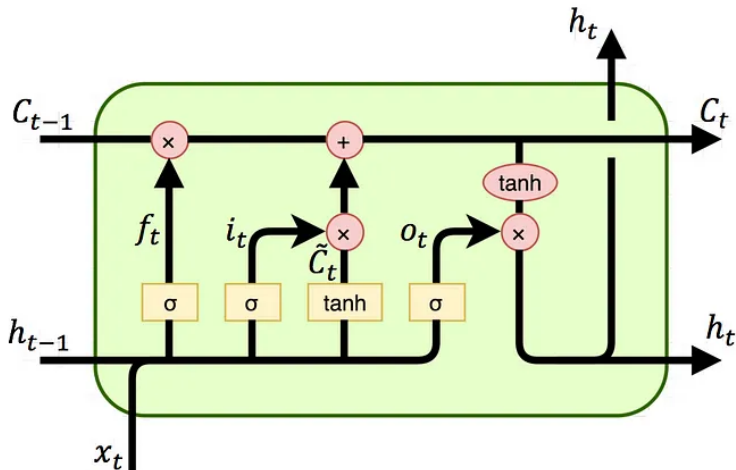 h_t
C_{t-1}
×
+
C_t
tanh
f_t
i_t
×
o_t
×
C̃_t
σ
σ
tanh
σ
h_{t-1}
h_t
x_t